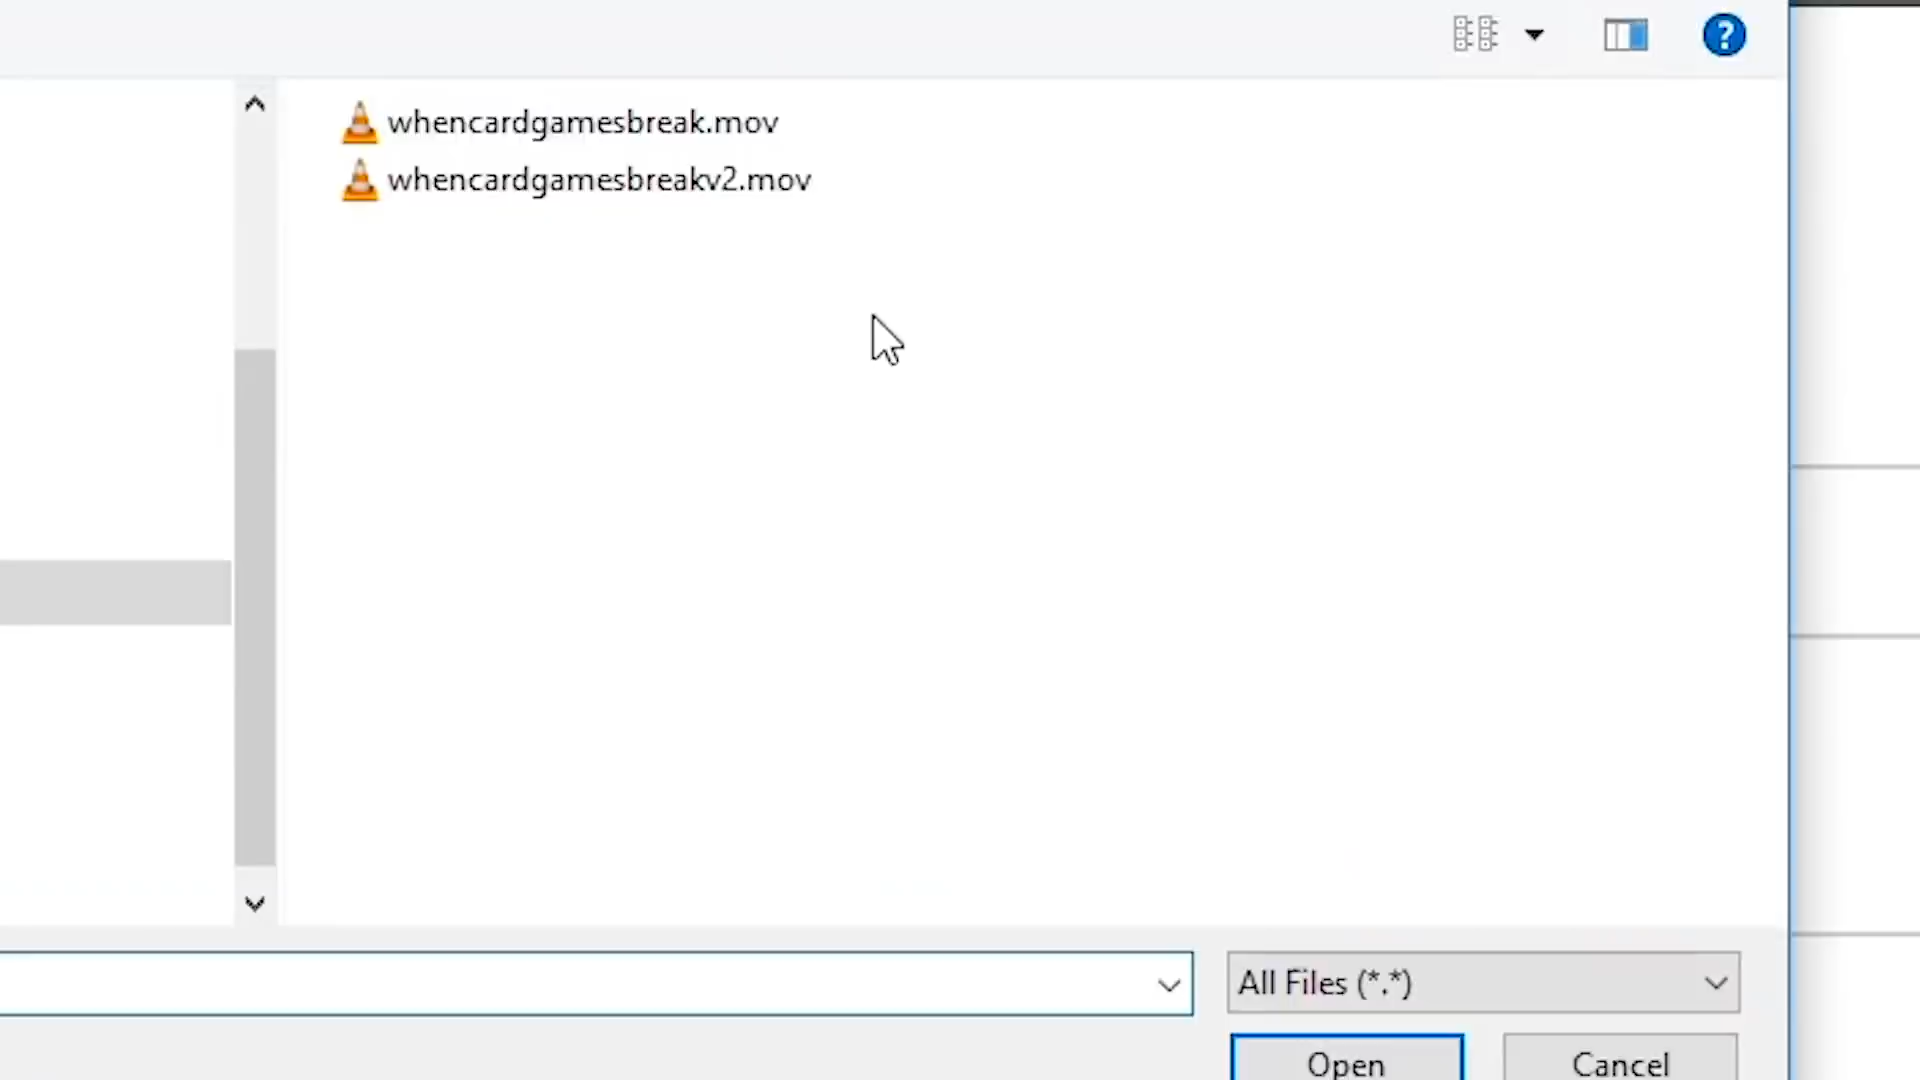 whencardgamesbreak.mov
whencardgamesbreakv2.mov
All Files (*.*)
Open
Cancel